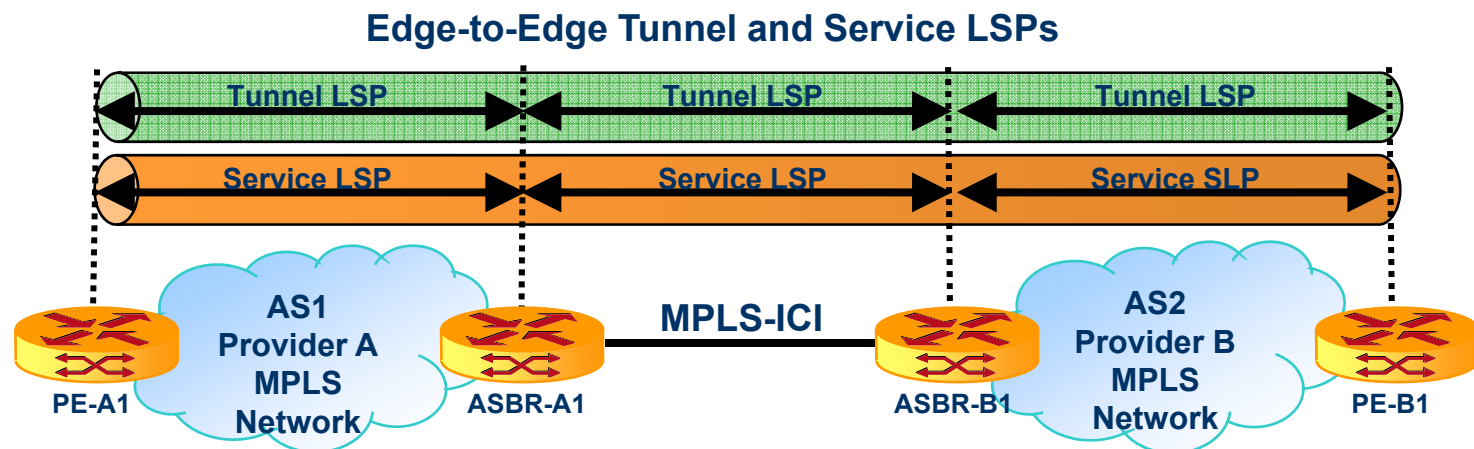 Edge-to-Edge Tunnel and Service LSPs
Tunnel LSP
Tunnel LSP
Tunnel LSP
Service LSP
Service LSP
Service SLP
AS1
Provider A
MPLS
Network
MPLS-ICI
AS2
Provider B
MPLS
Network
PE-A1
ASBR-A1
ASBR-B1
PE-B1